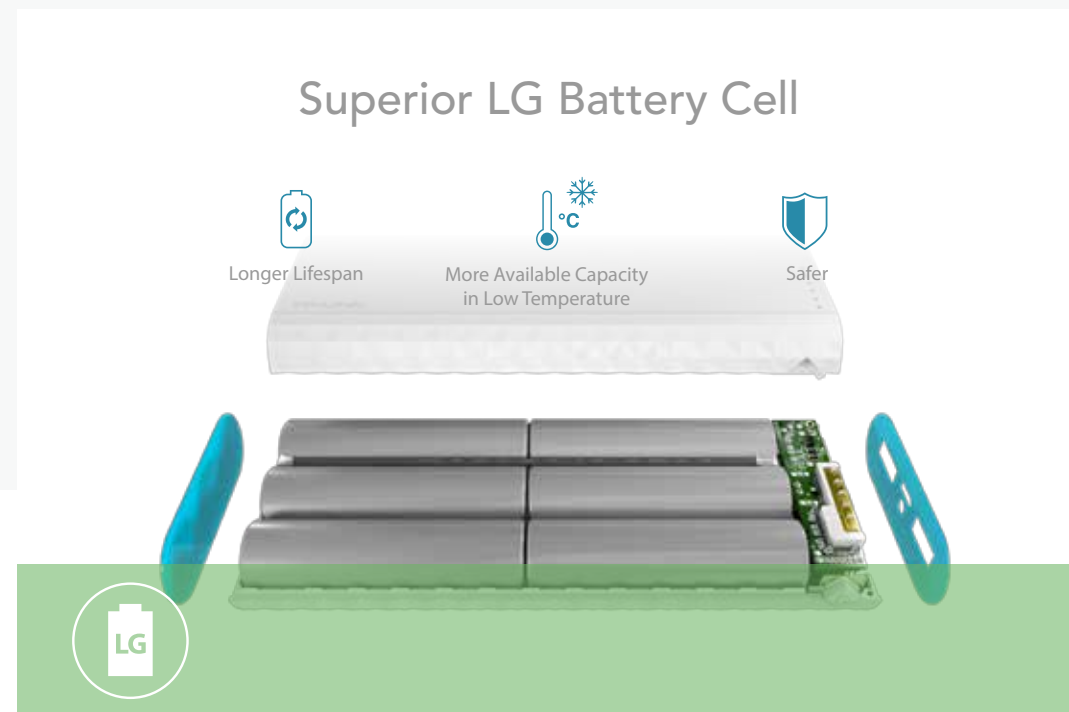 Superior LG Battery Cell
°C
Longer Lifespan
More Available Capacity
in Low Temperature
Safer
LG